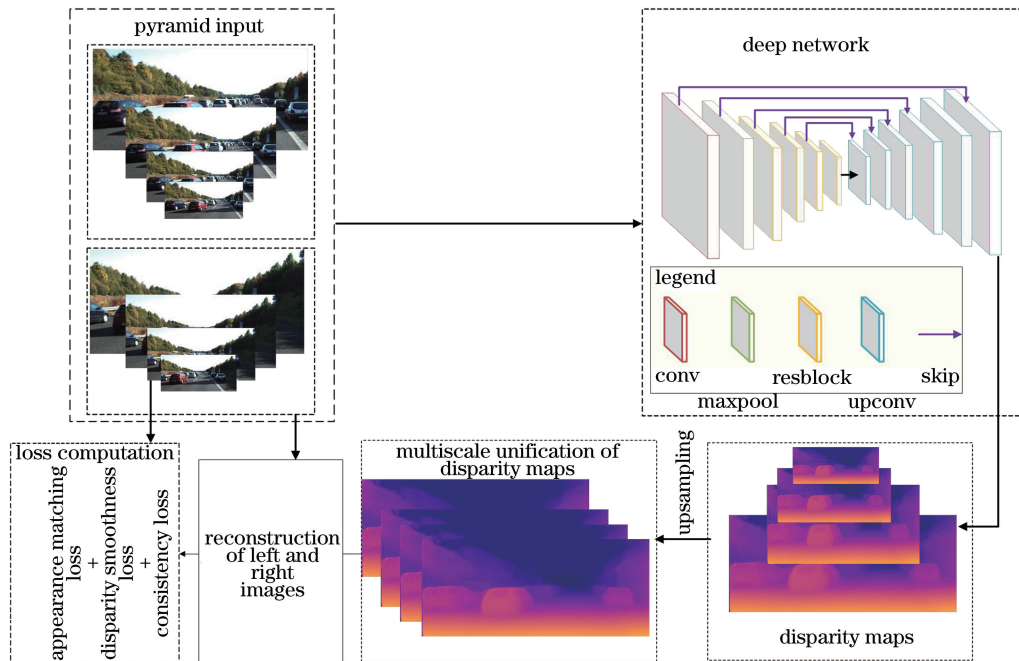 pyramid input
deep network
legend
conv
maxpool
resblock
upconv
skip
loss computation
appearance matching
loss
+
disparity smoothness
loss
+
consistency loss
reconstruction
of left and
right
images
multiscale unification of
disparity maps
upsampling
disparity maps